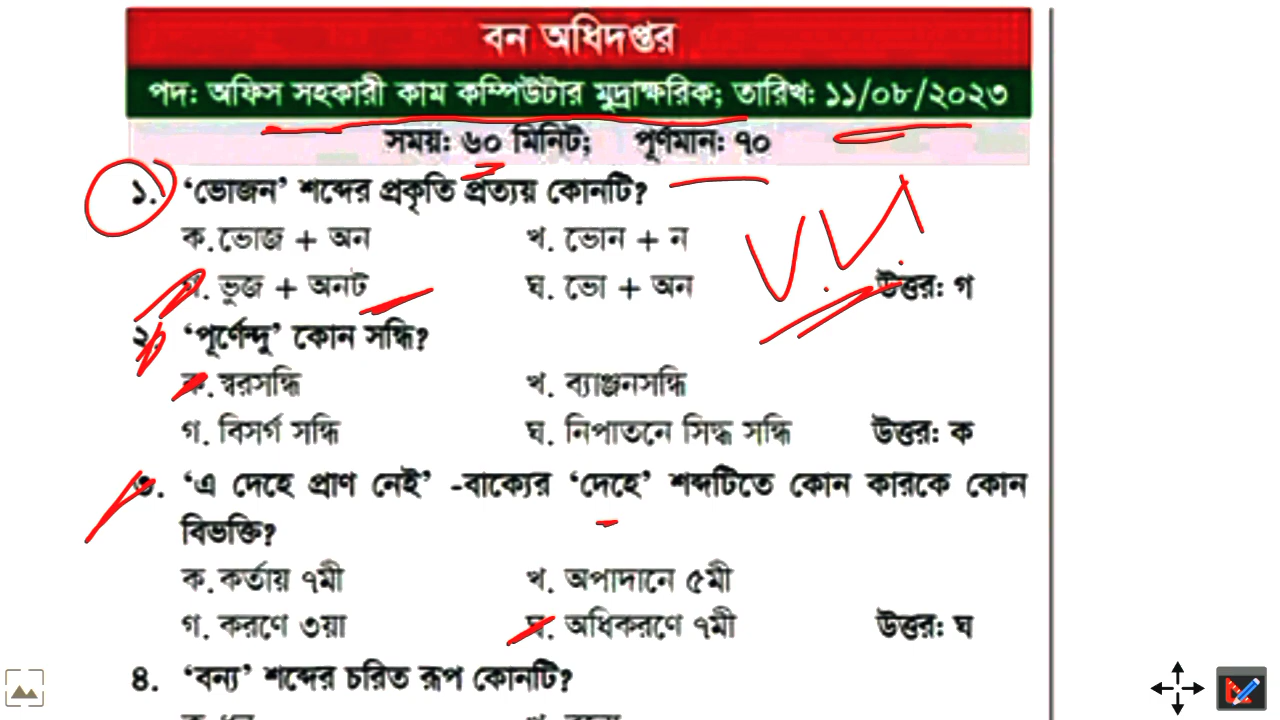 বন অধিদপ্তর
পদ: অফিস সহকারী কাম কম্পিউটার মুদ্রাক্ষরিক; তারিখ: ১১/০৮/২০২৩
সময়: ৬০ মিনিট; পূর্ণমান: ৭০
১. ‘ভোজন’ শব্দের প্রকৃতি প্রত্যয় কোনটি?
ক. ভোজ + অন খ. ভোন + ন
গ. ভুজ + অনট ঘ. ভো + অন উত্তর: গ
২. ‘পূর্ণেন্দু’ কোন সন্ধি?
ক. স্বরসন্ধি খ. ব্যাঞ্জনসন্ধি
গ. বিসর্গ সন্ধি ঘ. নিপাতনে সিদ্ধ সন্ধি উত্তর: ক
৩. ‘এ দেহে প্রাণ নেই’ -বাক্যের ‘দেহে’ শব্দটিতে কোন কারকে কোন
বিভক্তি?
ক. কর্তায় ৭মী খ. অপাদানে ৫মী
গ. করণে ৩য়া ঘ. অধিকরণে ৭মী উত্তর: ঘ
৪. ‘বন্য’ শব্দের চরিত রূপ কোনটি?